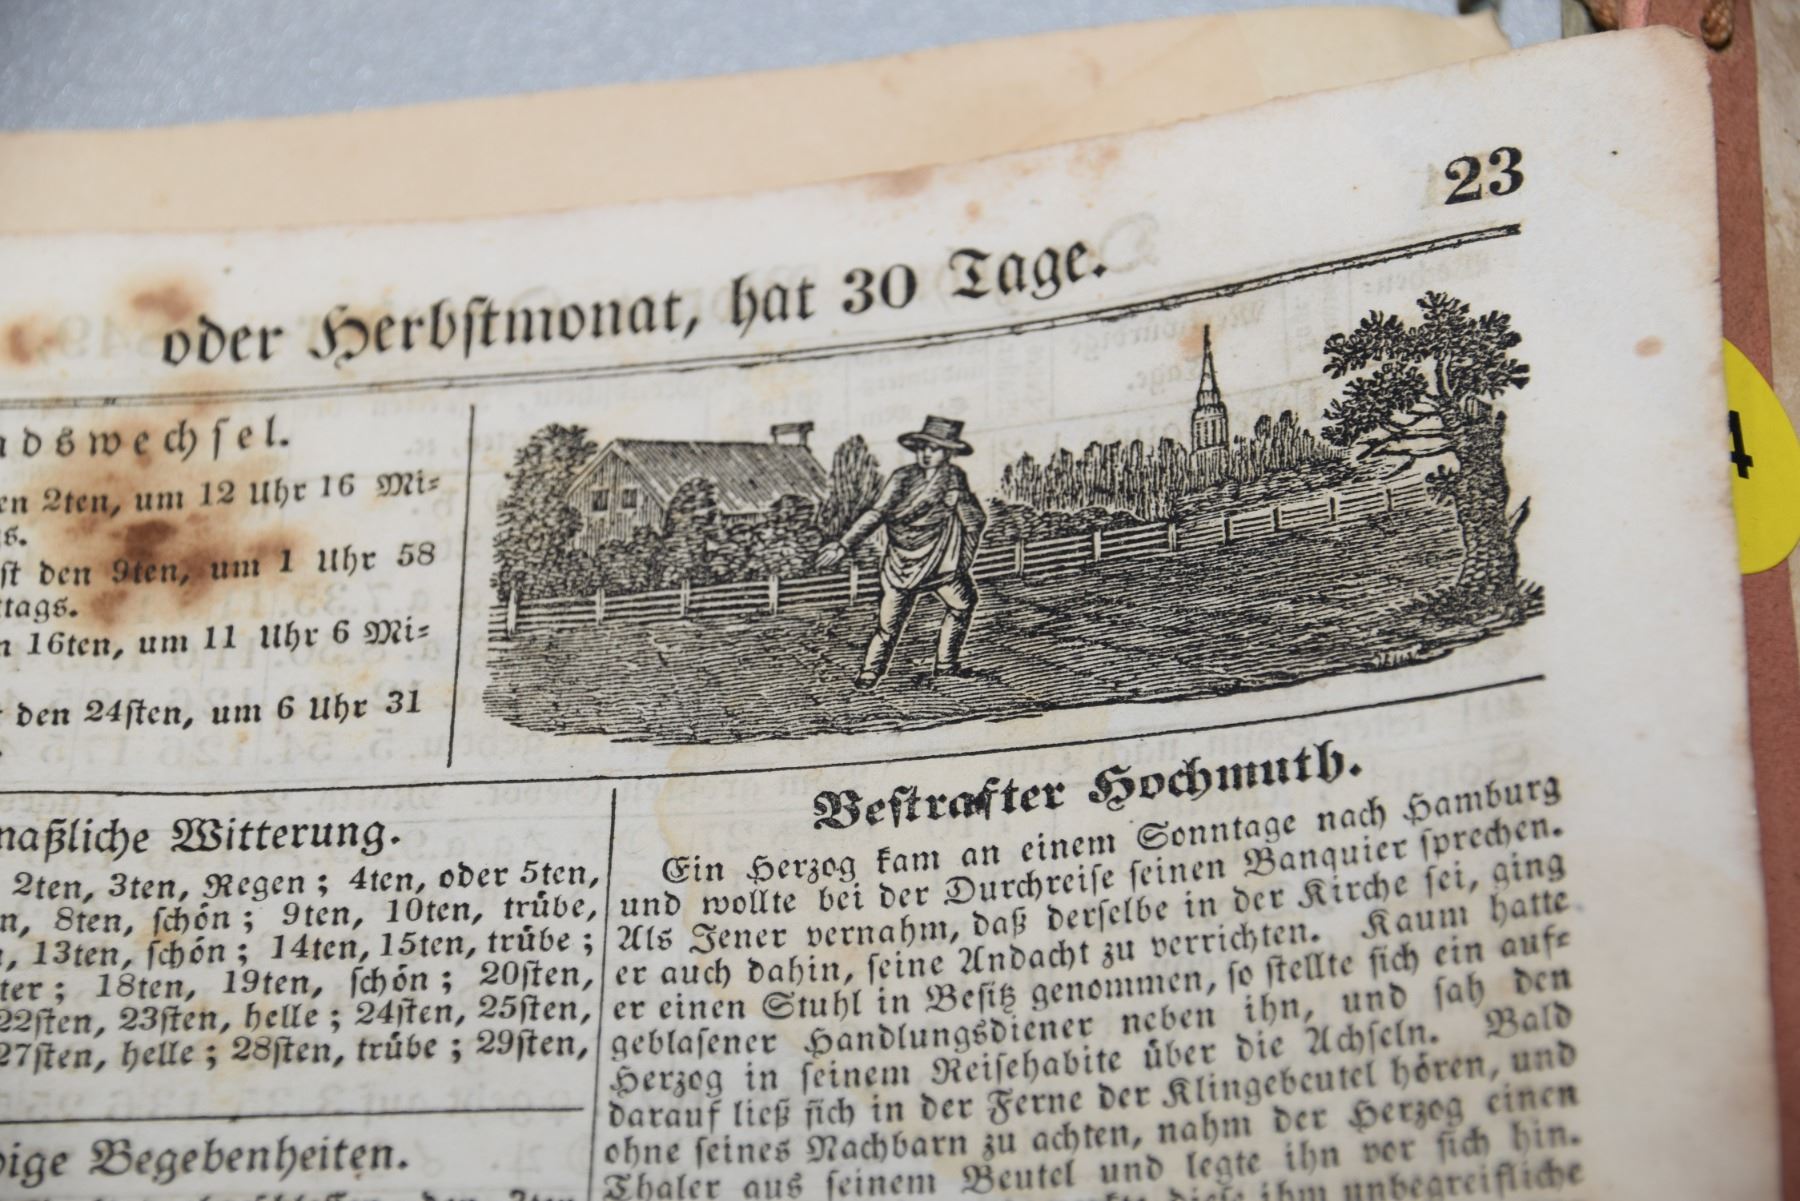 23
oder Herbſtmonat, hat 30 Tage.
dswechſel.
en 2ten, um 12 Uhr 16 Mi⸗
s.
ſt den 9ten, um 1 Uhr 58
ttags.
n 16ten, um 11 Uhr 6 Mi⸗
den 24ſten, um 6 Uhr 31
maßliche Witterung.
2ten, 3ten, Regen; 4ten, oder 5ten,
n, 8ten, ſchön; 9ten, 10ten, trübe,
, 13ten, ſchön; 14ten, 15ten, trübe;
ter; 18ten, 19ten, ſchön; 20ſten,
22ſten, 23ſten, helle; 24ſten, 25ſten,
27ſten, helle; 28ſten, trübe; 29ſten,
ige Begebenheiten.
Beſtrafter Hochmuth.
Ein Herzog kam an einem Sonntage nach Hamburg
und wollte bei der Durchreiſe ſeinen Banquier ſprechen.
Als Jener vernahm, daß derſelbe in der Kirche ſei, ging
er auch dahin, ſeine Andacht zu verrichten. Kaum hatte
er einen Stuhl in Beſitz genommen, ſo ſtellte ſich ein auf⸗
geblaſener Handlungsdiener neben ihn, und ſah den
Herzog in ſeinem Reiſehabite über die Achſeln. Bald
darauf ließ ſich in der Ferne der Klingebeutel hören, und
ohne ſeines Nachbarn zu achten, nahm der Herzog einen
Thaler aus ſeinem Beutel und legte ihn vor ſich hin.
dieſe ihm unbegreifliche
4